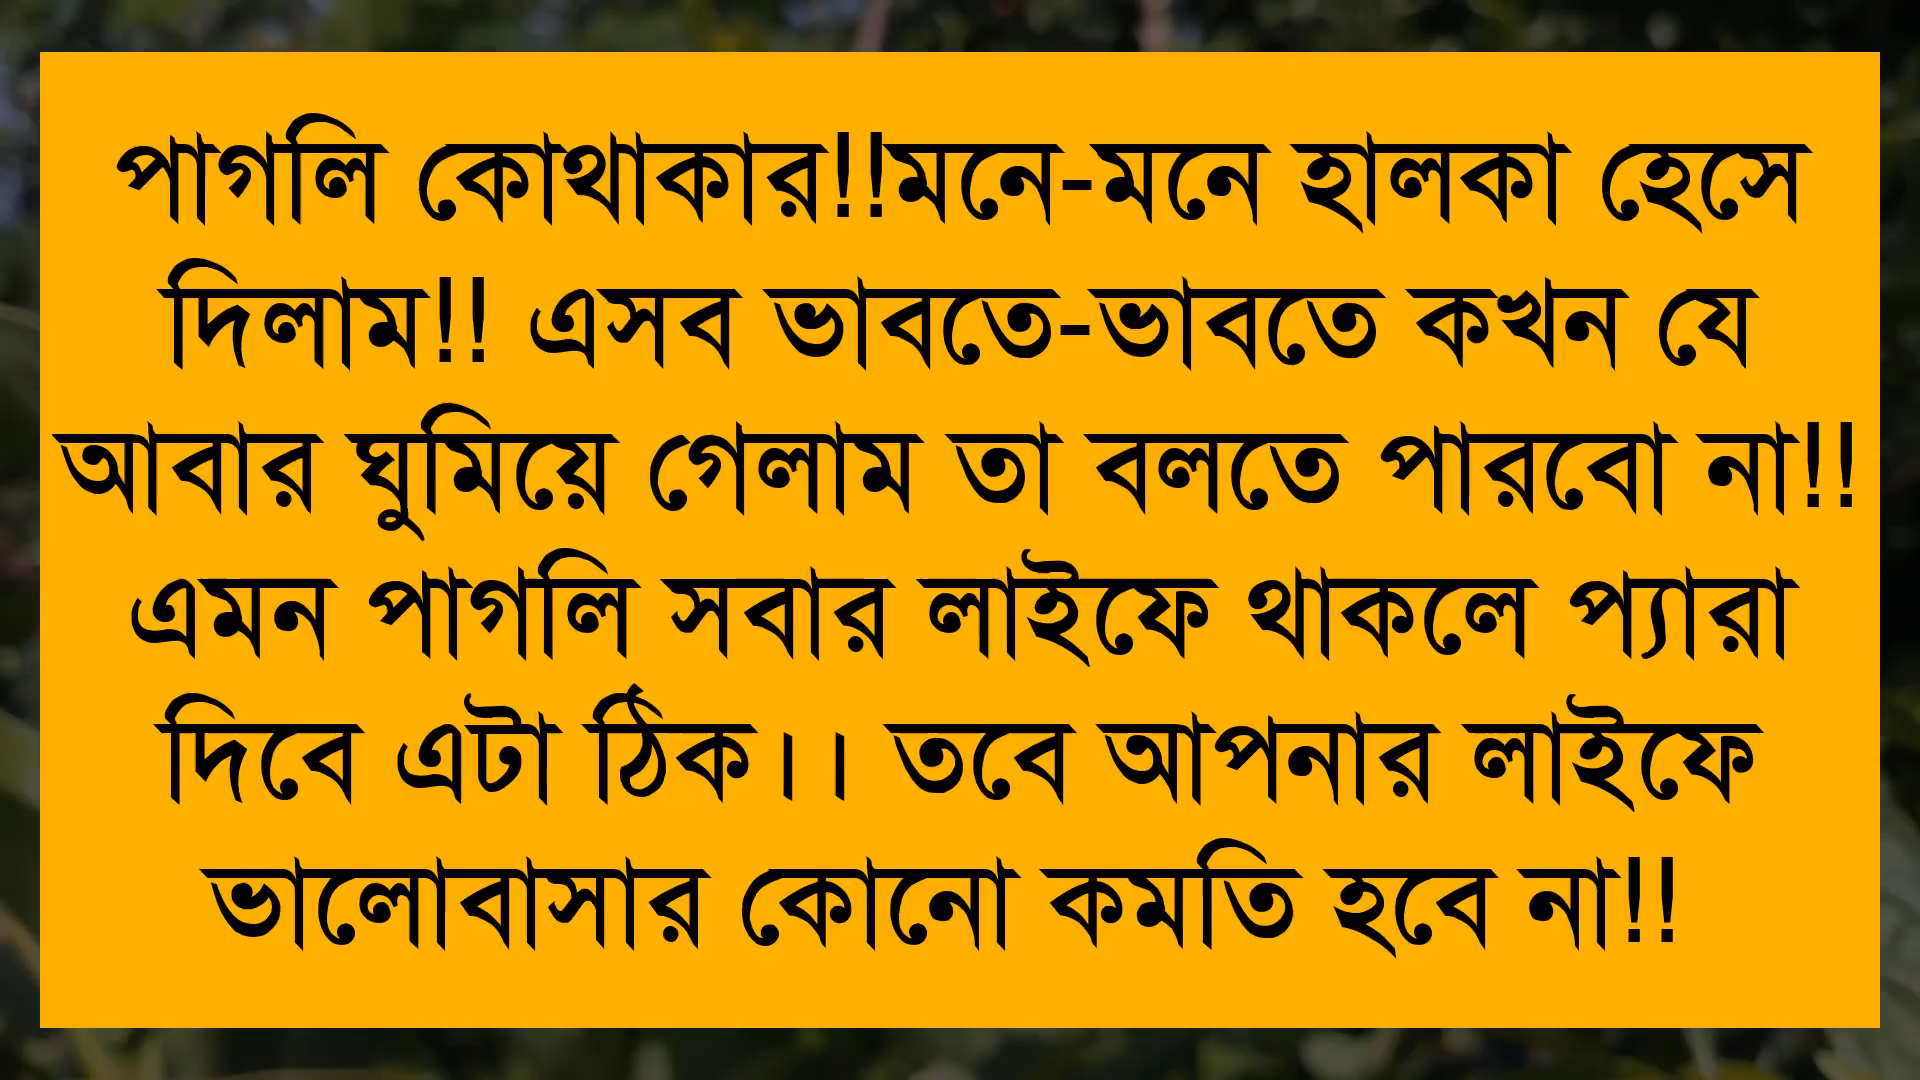 পাগলি কোথাকার!!মনে-মনে হালকা হেসে
দিলাম!! এসব ভাবতে-ভাবতে কখন যে
আবার ঘুমিয়ে গেলাম তা বলতে পারবো না!!
এমন পাগলি সবার লাইফে থাকলে প্যারা
দিবে এটা ঠিক।। তবে আপনার লাইফে
ভালোবাসার কোনো কমতি হবে না!!